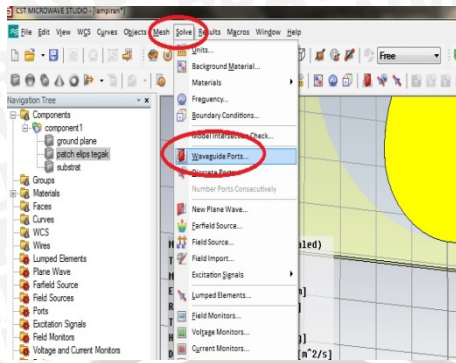 CST MICROWAVE STUDIO - [lampiran*]
File Edit View WCS Curves Objects Mesh Solve Results Macros Window Help
Free
Navigation Tree
Components
component1
ground plane
patch elips tegak
substrat
Groups
Materials
Faces
Curves
WCS
Wires
Lumped Elements
Plane Wave
Farfield Source
Field Sources
Ports
Excitation Signals
Field Monitors
Voltage and Current Monitors
Units...
Background Material...
Materials
Frequency...
Boundary Conditions...
Model Intersection Check...
Waveguide Ports...
Discrete Ports...
Number Ports Consecutively
New Plane Wave...
Farfield Source...
Field Source...
Field Import...
Excitation Signals
Lumped Elements...
Field Monitors...
Voltage Monitors...
Current Monitors...
m^2/s]